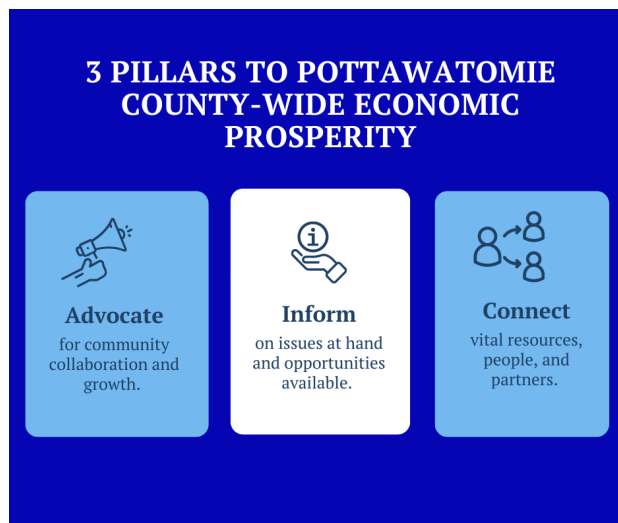 3 PILLARS TO POTTAWATOMIE
COUNTY-WIDE ECONOMIC
PROSPERITY
Advocate
for community
collaboration and
growth.
i
Inform
on issues at hand
and opportunities
available.
Connect
vital resources,
people, and
partners.